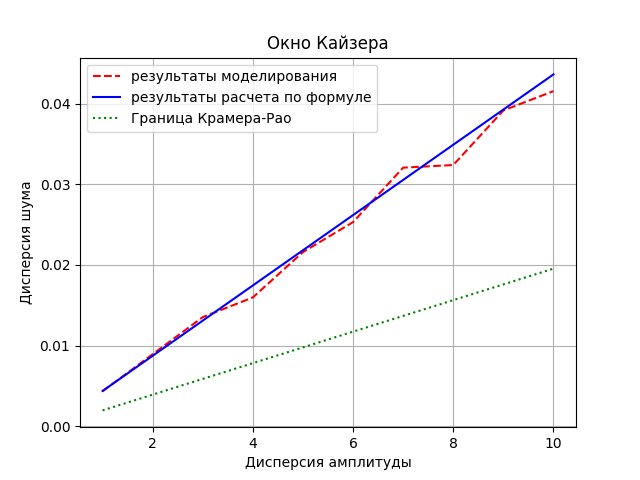 Окно Кайзера
результаты моделирования
результаты расчета по формуле
Граница Крамера-Рао
Дисперсия шума
0.04
0.03
0.02
0.01
0.00
2 4 6 8 10
Дисперсия амплитуды